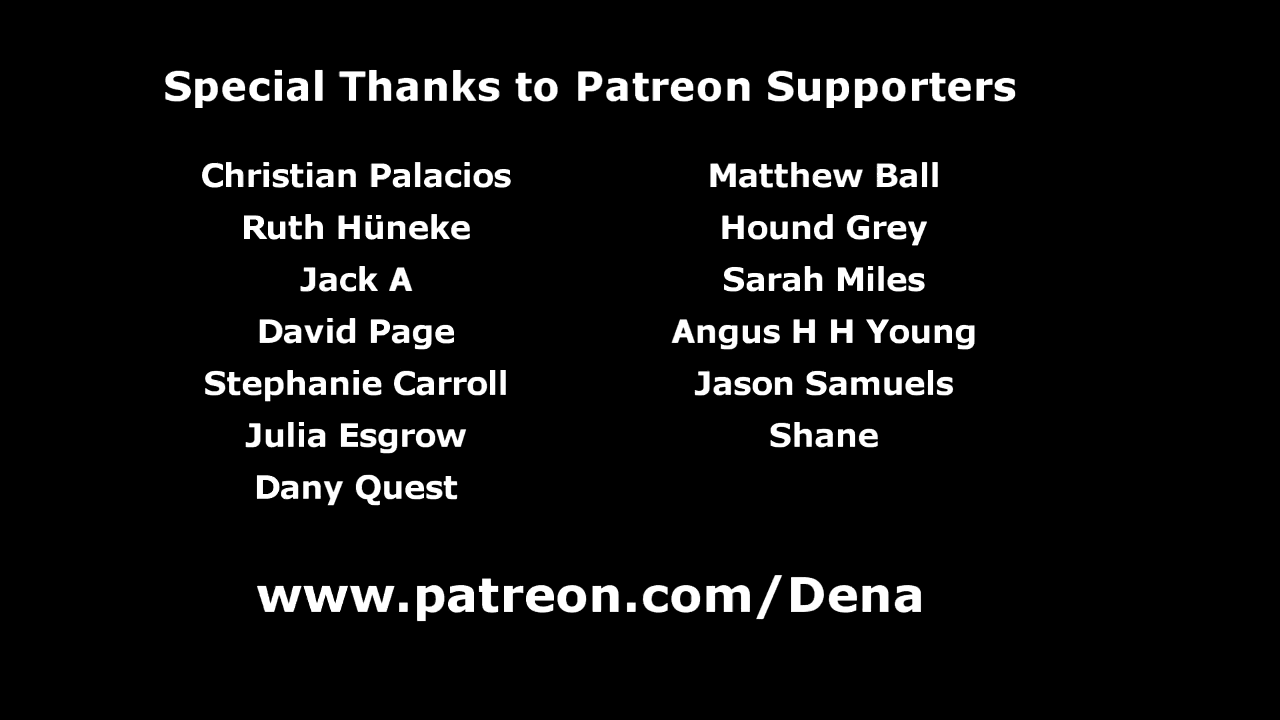 Special Thanks to Patreon Supporters
Christian Palacios
Ruth Hüneke
Jack A
David Page
Stephanie Carroll
Julia Esgrow
Dany Quest
Matthew Ball
Hound Grey
Sarah Miles
Angus H H Young
Jason Samuels
Shane
www.patreon.com/Dena